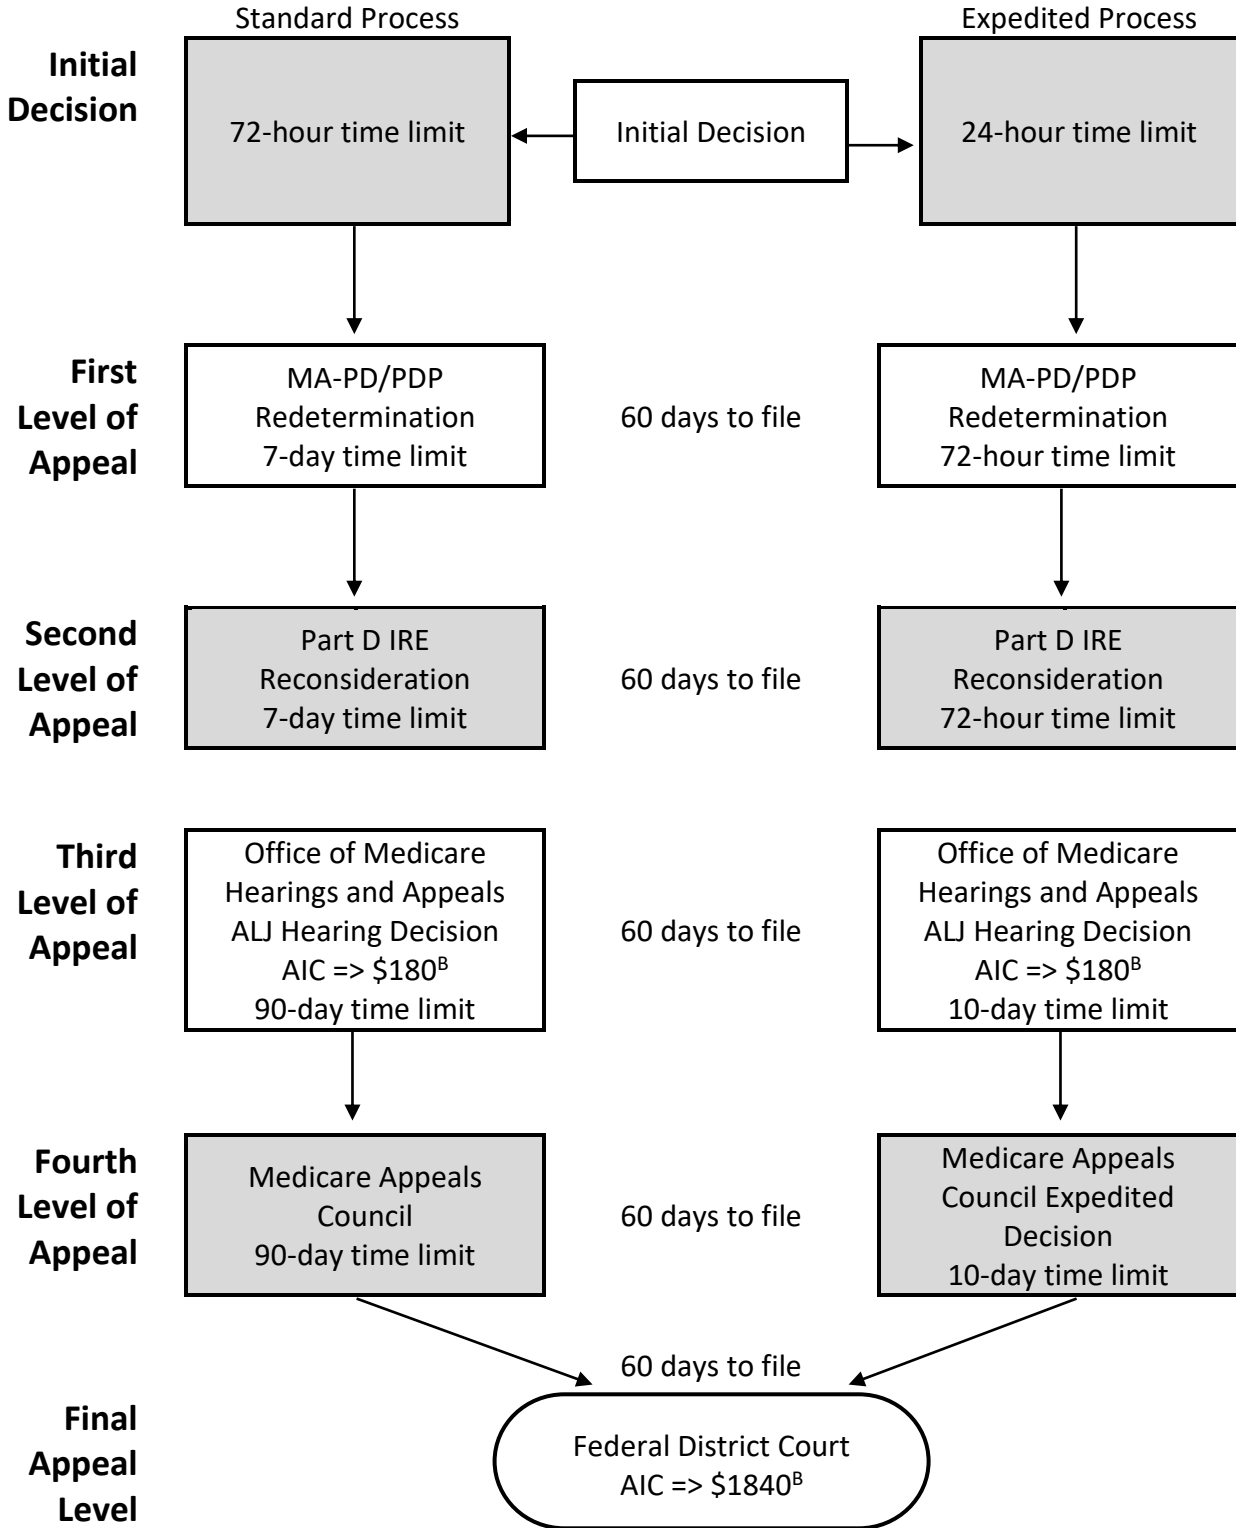 Standard Process
Expedited Process
Initial
Decision
72-hour time limit
Initial Decision
24-hour time limit
First
Level of
Appeal
MA-PD/PDP
Redetermination
7-day time limit
60 days to file
MA-PD/PDP
Redetermination
72-hour time limit
Second
Level of
Appeal
Part D IRE
Reconsideration
7-day time limit
60 days to file
Part D IRE
Reconsideration
72-hour time limit
Third
Level of
Appeal
Office of Medicare
Hearings and Appeals
ALJ Hearing Decision
AIC => $180ᴮ
90-day time limit
60 days to file
Office of Medicare
Hearings and Appeals
ALJ Hearing Decision
AIC => $180ᴮ
10-day time limit
Fourth
Level of
Appeal
Medicare Appeals
Council
90-day time limit
60 days to file
Medicare Appeals
Council Expedited
Decision
10-day time limit
60 days to file
Final
Appeal
Level
Federal District Court
AIC => $1840ᴮ